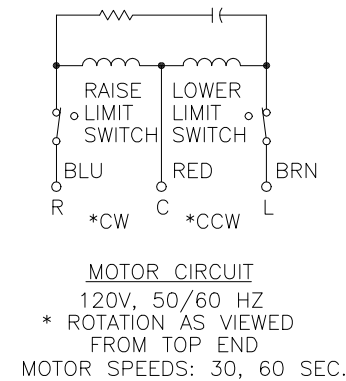 RAISE LOWER
LIMIT LIMIT
SWITCH SWITCH
BLU RED BRN
R C L
*CW *CCW
MOTOR CIRCUIT
120V, 50/60 HZ
* ROTATION AS VIEWED
FROM TOP END
MOTOR SPEEDS: 30, 60 SEC.